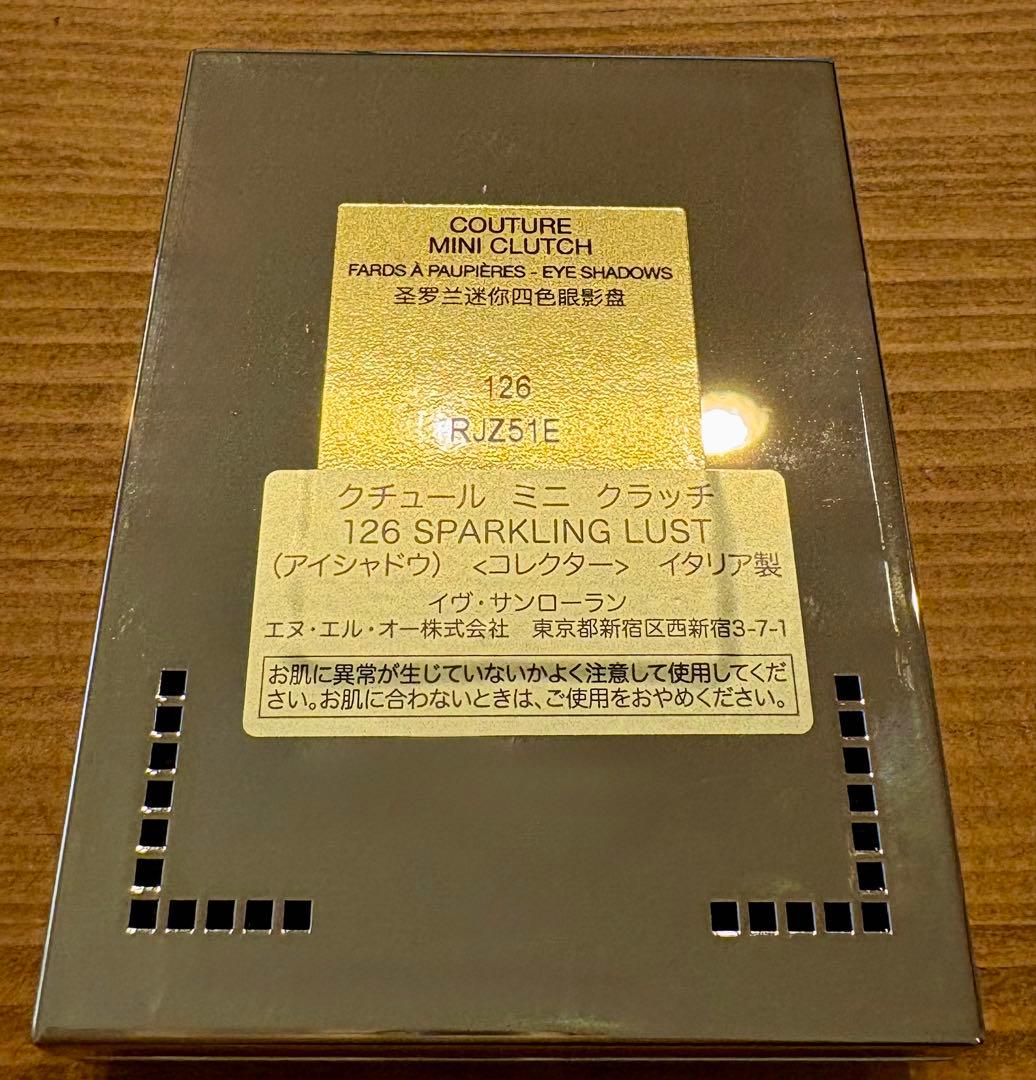 COUTURE
MINI CLUTCH
FARDS À PAUPIÈRES - EYE SHADOWS
圣罗兰迷你四色眼影盘
126
RJZ51E
クチュール ミニ クラッチ
126 SPARKLING LUST
(アイシャドウ) <コレクター> イタリア製
イヴ・サンローラン
エヌ・エル・オー株式会社 東京都新宿区西新宿3-7-1
お肌に異常が生じていないかよく注意して使用してくだ
さい。お肌に合わないときは、ご使用をおやめください。